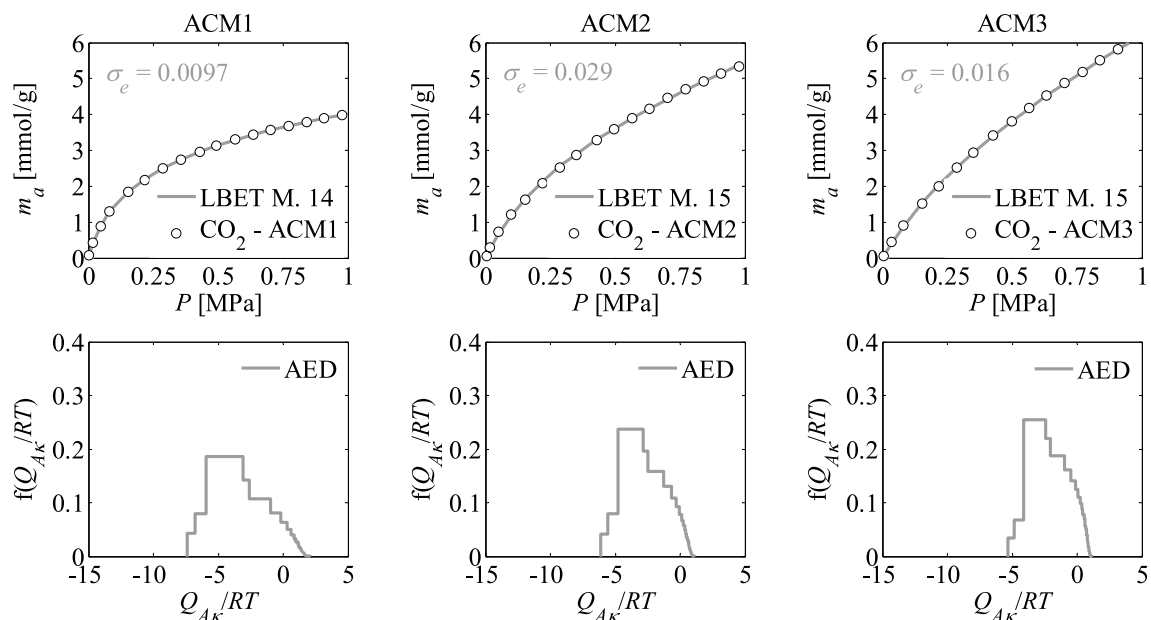 ACM1
ACM2
ACM3
σe = 0.0097
σe = 0.029
σe = 0.016
ma [mmol/g]
ma [mmol/g]
ma [mmol/g]
6
5
4
3
2
1
0
6
5
4
3
2
1
0
6
5
4
3
2
1
0
LBET M. 14
CO2 - ACM1
LBET M. 15
CO2 - ACM2
LBET M. 15
CO2 - ACM3
0 0.25 0.5 0.75 1
0 0.25 0.5 0.75 1
0 0.25 0.5 0.75 1
P [MPa]
P [MPa]
P [MPa]
f(QAκ/RT)
f(QAκ/RT)
f(QAκ/RT)
0.4
0.3
0.2
0.1
0
0.4
0.3
0.2
0.1
0
0.4
0.3
0.2
0.1
0
AED
AED
AED
-15 -10 -5 0 5
-15 -10 -5 0 5
-15 -10 -5 0 5
QAκ/RT
QAκ/RT
QAκ/RT